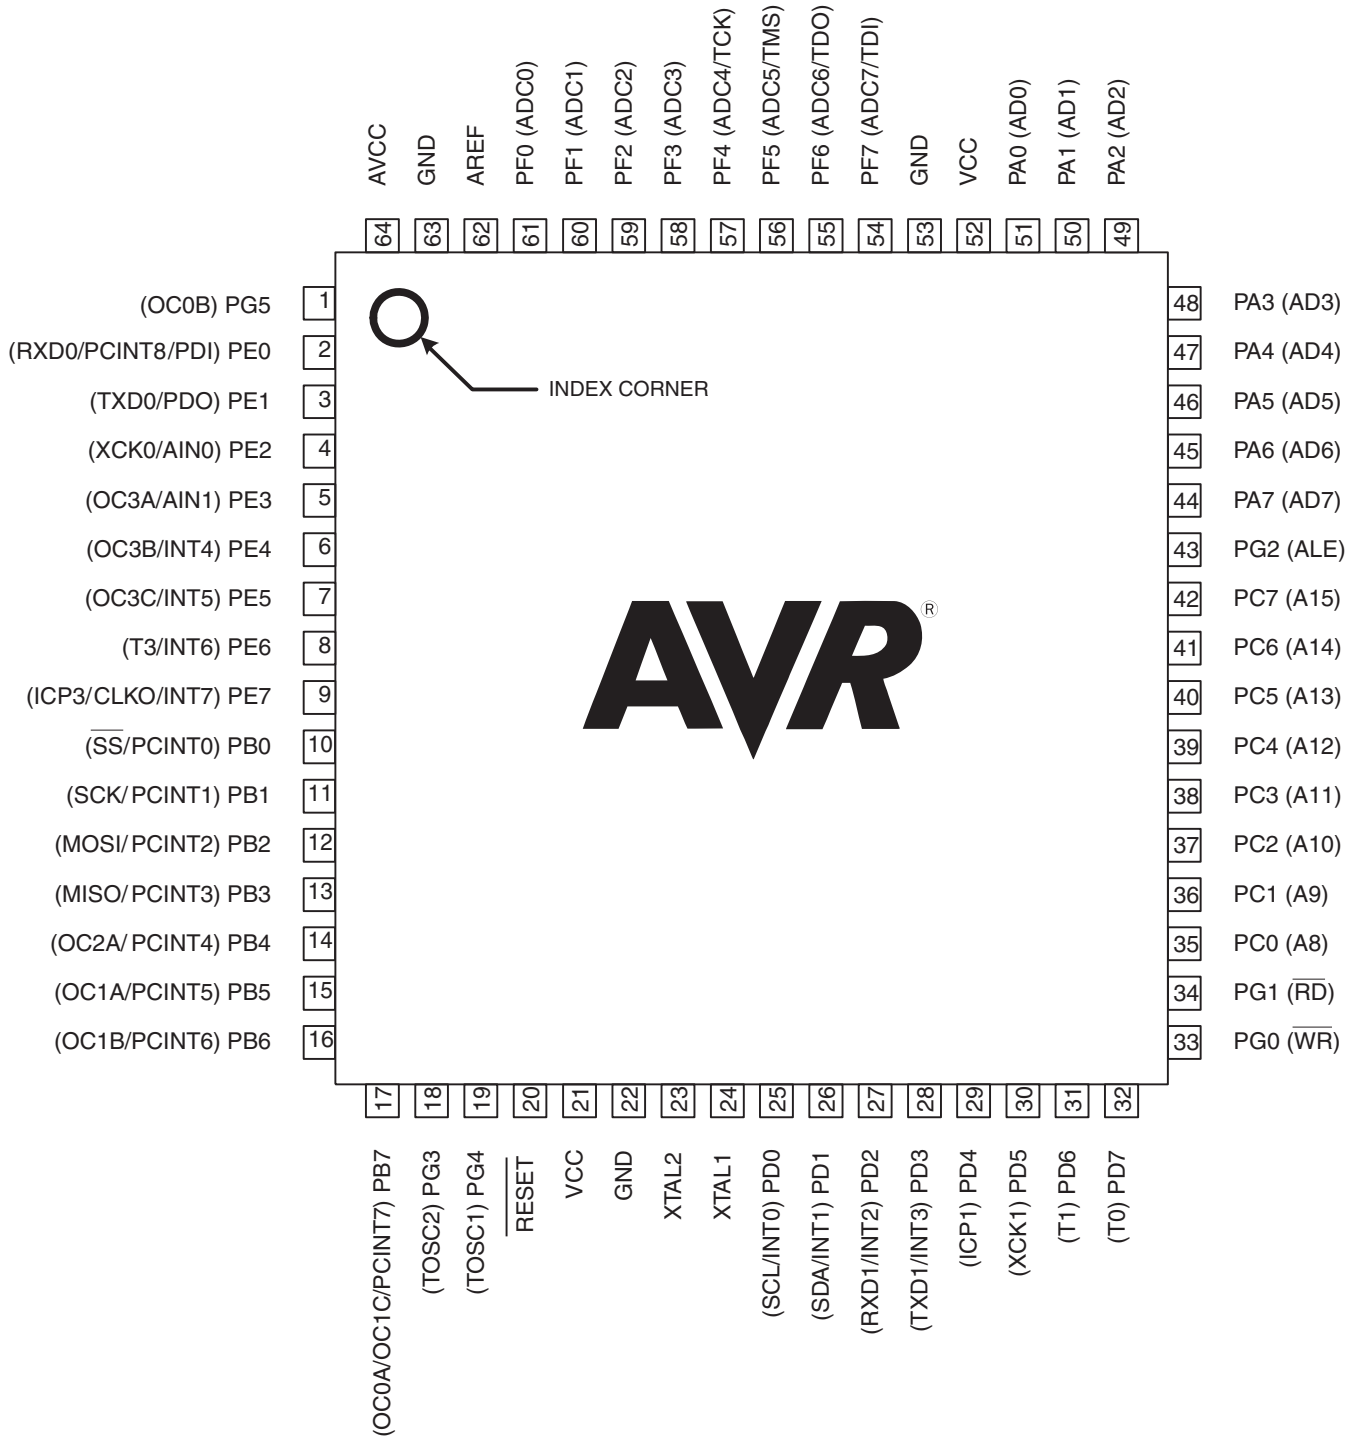 AVCC
GND
AREF
PF0 (ADC0)
PF1 (ADC1)
PF2 (ADC2)
PF3 (ADC3)
PF4 (ADC4/TCK)
PF5 (ADC5/TMS)
PF6 (ADC6/TDO)
PF7 (ADC7/TDI)
GND
VCC
PA0 (AD0)
PA1 (AD1)
PA2 (AD2)
64
63
62
61
60
59
58
57
56
55
54
53
52
51
50
49
(OC0B) PG5 1
(RXD0/PCINT8/PDI) PE0 2
(TXD0/PDO) PE1 3
(XCK0/AIN0) PE2 4
(OC3A/AIN1) PE3 5
(OC3B/INT4) PE4 6
(OC3C/INT5) PE5 7
(T3/INT6) PE6 8
(ICP3/CLKO/INT7) PE7 9
(SS/PCINT0) PB0 10
(SCK/ PCINT1) PB1 11
(MOSI/ PCINT2) PB2 12
(MISO/ PCINT3) PB3 13
(OC2A/ PCINT4) PB4 14
(OC1A/PCINT5) PB5 15
(OC1B/PCINT6) PB6 16
INDEX CORNER
AVR®
48 PA3 (AD3)
47 PA4 (AD4)
46 PA5 (AD5)
45 PA6 (AD6)
44 PA7 (AD7)
43 PG2 (ALE)
42 PC7 (A15)
41 PC6 (A14)
40 PC5 (A13)
39 PC4 (A12)
38 PC3 (A11)
37 PC2 (A10)
36 PC1 (A9)
35 PC0 (A8)
34 PG1 (RD)
33 PG0 (WR)
17
18
19
20
21
22
23
24
25
26
27
28
29
30
31
32
(OC0A/OC1C/PCINT7) PB7
(TOSC2) PG3
(TOSC1) PG4
RESET
VCC
GND
XTAL2
XTAL1
(SCL/INT0) PD0
(SDA/INT1) PD1
(RXD1/INT2) PD2
(TXD1/INT3) PD3
(ICP1) PD4
(XCK1) PD5
(T1) PD6
(T0) PD7